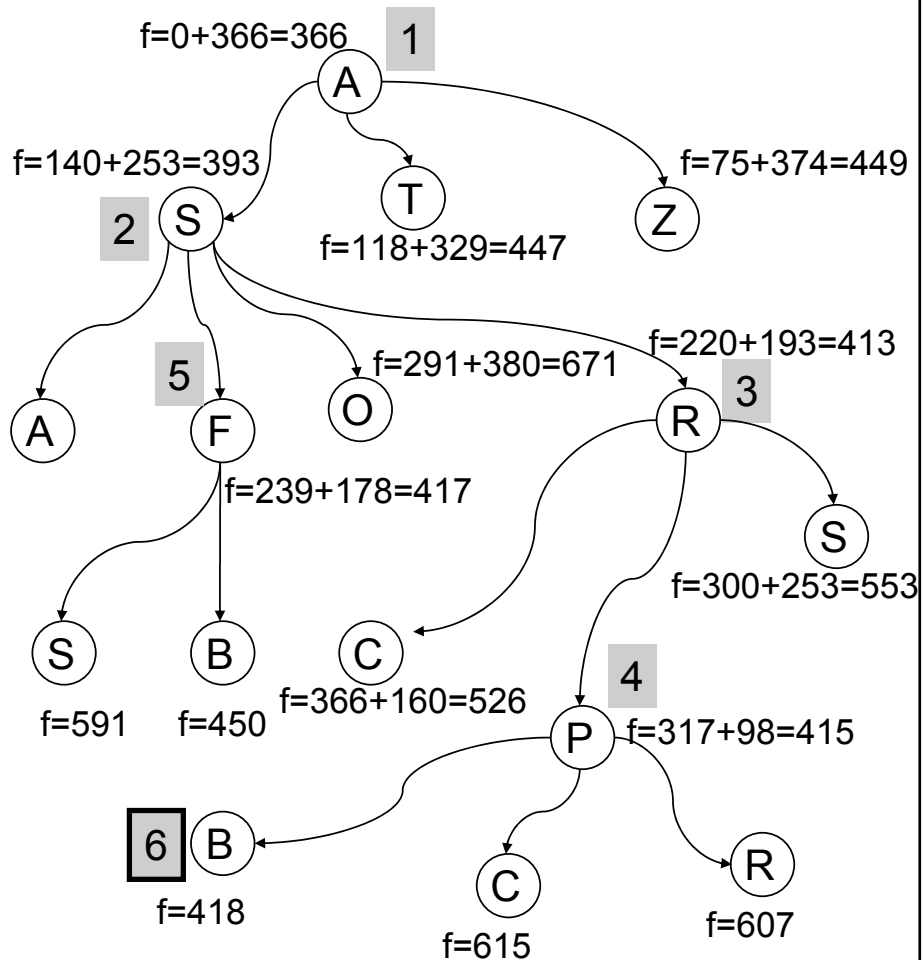 f=0+366=366
1
A
f=140+253=393
f=75+374=449
T
S
Z
2
f=118+329=447
f=220+193=413
f=291+380=671
5
3
O
A
F
R
f=239+178=417
S
f=300+253=553
S
B
C
4
f=366+160=526
f=591
f=450
P
f=317+98=415
6
B
R
C
f=418
f=607
f=615